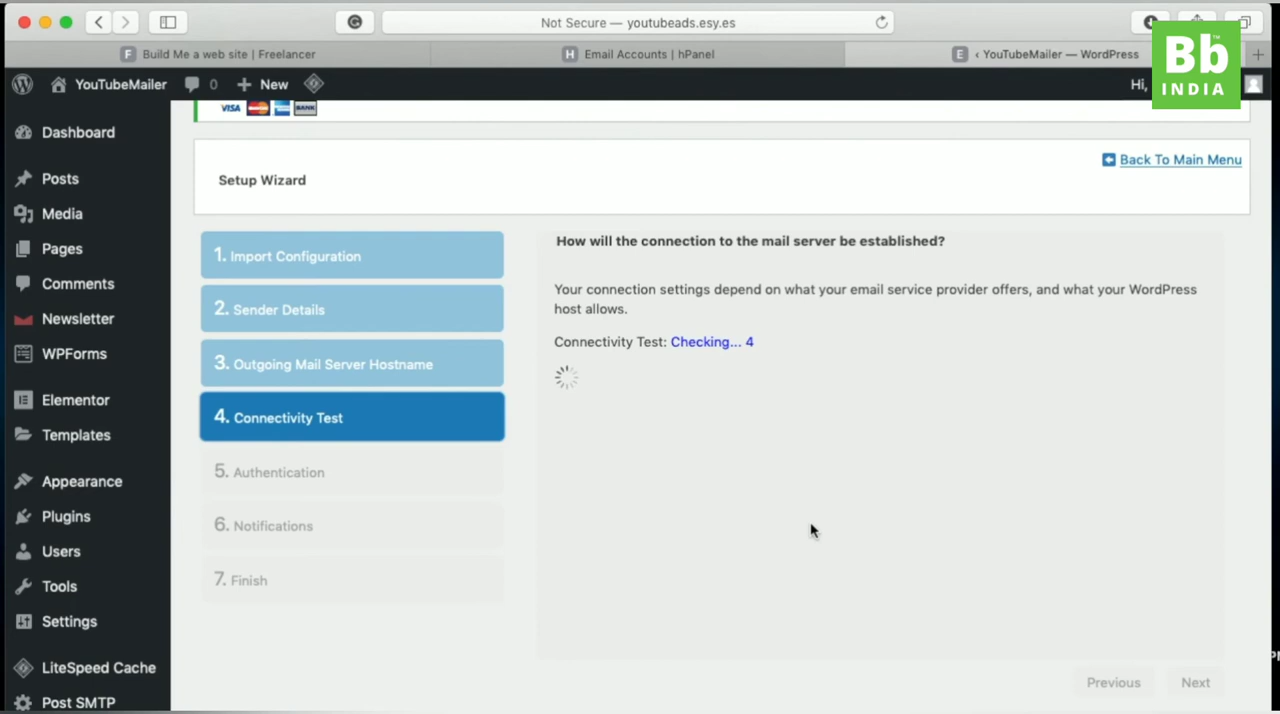 Not Secure — youtubeads.esy.es
F Build Me a web site | Freelancer
H Email Accounts | hPanel
E ‹ YouTubeMailer — WordPress
YouTubeMailer
0
New
Hi,
Bb
INDIA
VISA
BANK
Dashboard
Posts
Media
Pages
Comments
Newsletter
WPForms
Elementor
Templates
Appearance
Plugins
Users
Tools
Settings
LiteSpeed Cache
Post SMTP
Back To Main Menu
Setup Wizard
1. Import Configuration
2. Sender Details
3. Outgoing Mail Server Hostname
4. Connectivity Test
5. Authentication
6. Notifications
7. Finish
How will the connection to the mail server be established?
Your connection settings depend on what your email service provider offers, and what your WordPress
host allows.
Connectivity Test: Checking... 4
Previous
Next